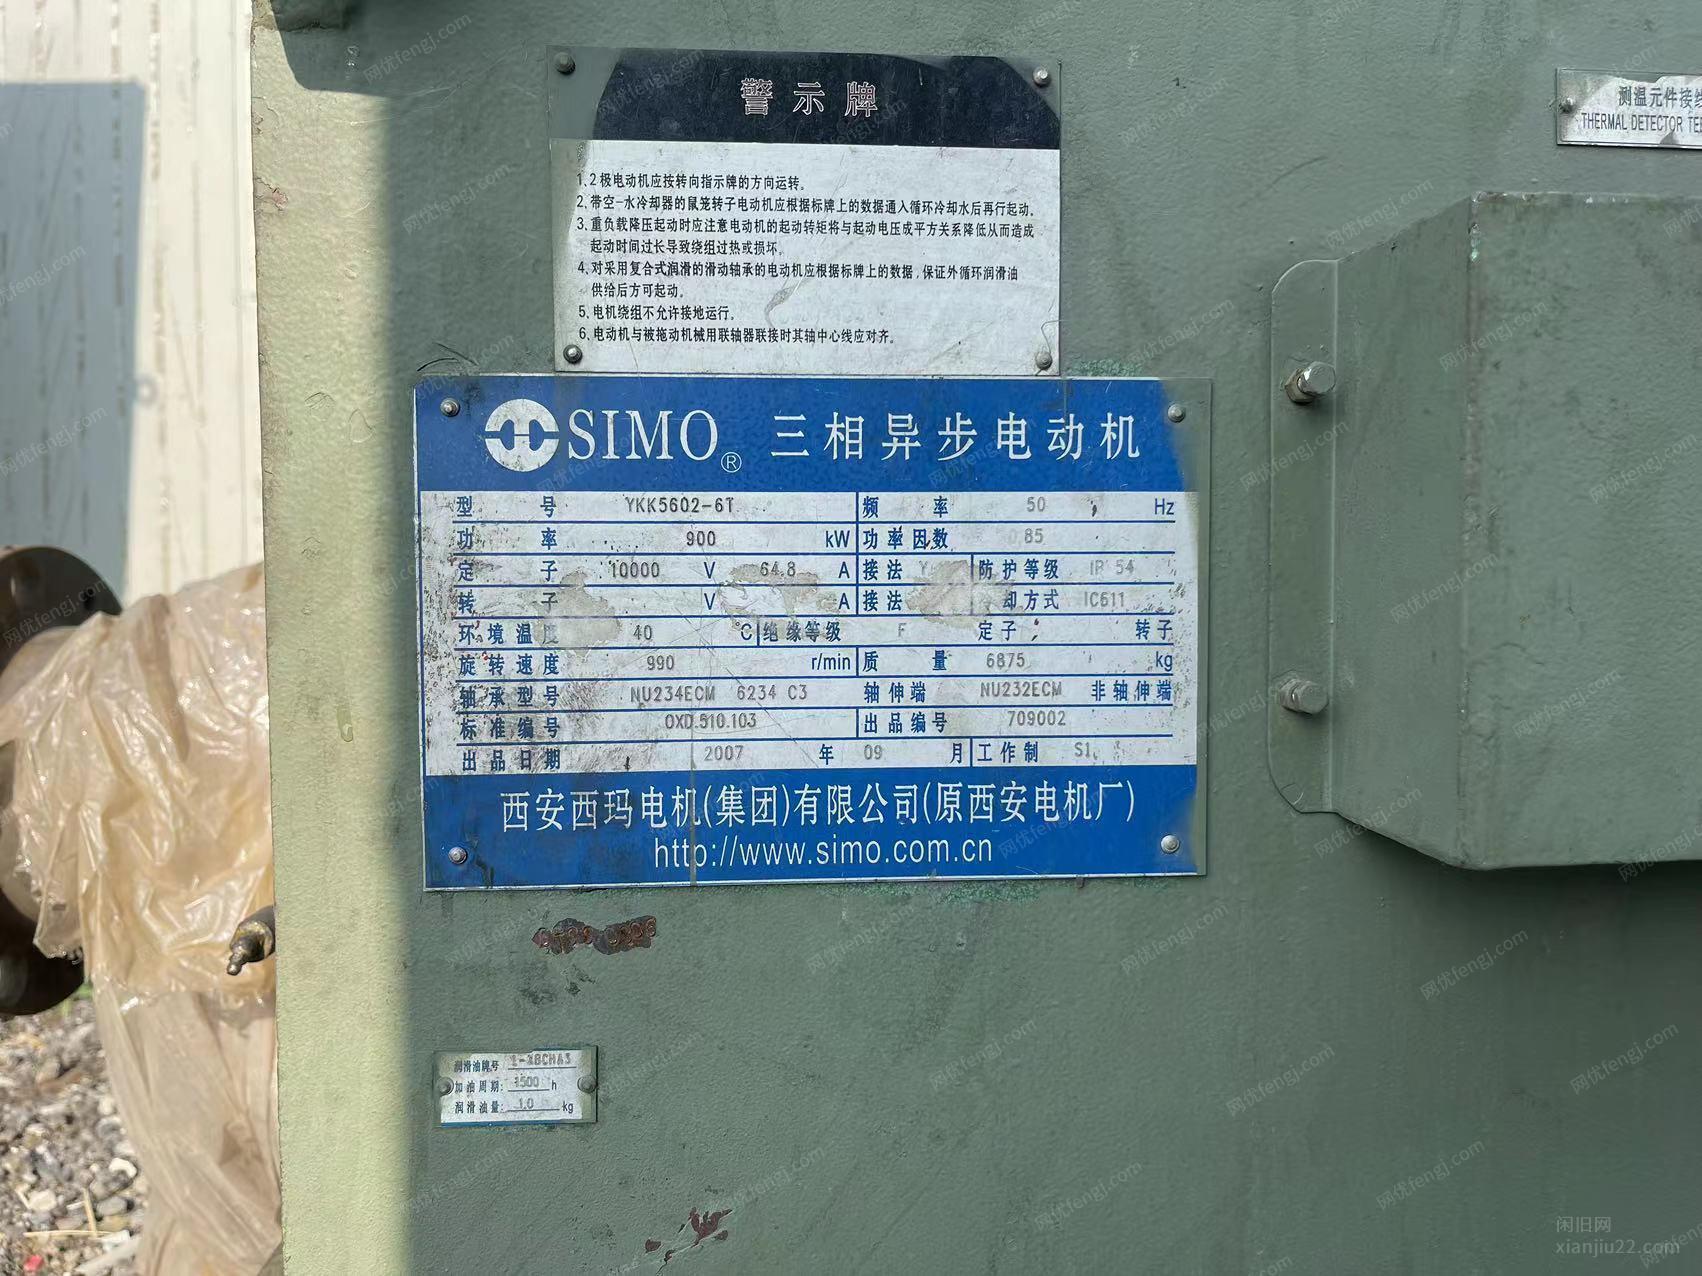 警示牌
1、2极电动机应按转向指示牌的方向运转。
2、带空-水冷却器的鼠笼转子电动机应根据标牌上的数据通入循环冷却水后再行起动。
3、重负载降压起动时应注意电动机的起动转矩将与起动电压成平方关系降低从而造成
起动时间过长导致绕组过热或损坏。
4、对采用复合式润滑的滑动轴承的电动机应根据标牌上的数据,保证外循环润滑油
供给后方可起动。
5、电机绕组不允许接地运行。
6、电动机与被拖动机械用联轴器联接时其轴中心线应对齐。
测温元件接线
THERMAL DETECTOR TE
SIMO® 三相异步电动机
型号 YKK5602-6T 频率 50 Hz
功率 900 kW 功率因数 0.85
定子 10000 V 64.8 A 接法 Y 防护等级 IP54
转子 V A 接法 冷却方式 IC611
环境温度 40 °C 绝缘等级 F 定子 转子
旋转速度 990 r/min 质量 6875 kg
轴承型号 NU234ECM 6234 C3 轴伸端 NU232ECM 非轴伸端
标准编号 OXD.510.103 出品编号 709002
出品日期 2007 年 09 月 工作制 S1
西安西玛电机(集团)有限公司(原西安电机厂)
http://www.simo.com.cn
润滑油牌号 L-XBCHA3
加油周期: 1500 h
润滑油量: 1.0 kg
闲旧网
xianjiu22.com